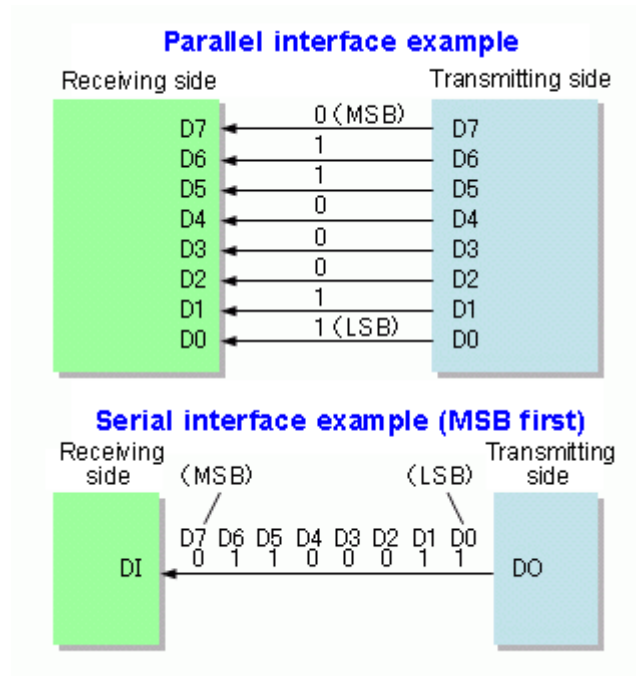 Parallel interface example
Receiving side Transmitting side
0(MSB)
D7 D7
1
D6 D6
1
D5 D5
0
D4 D4
0
D3 D3
0
D2 D2
1
D1 D1
1(LSB)
D0 D0
Serial interface example (MSB first)
Receiving side
Transmitting side
(MSB) (LSB)
D7 D6 D5 D4 D3 D2 D1 D0
0 1 1 0 0 0 1 1
DI DO